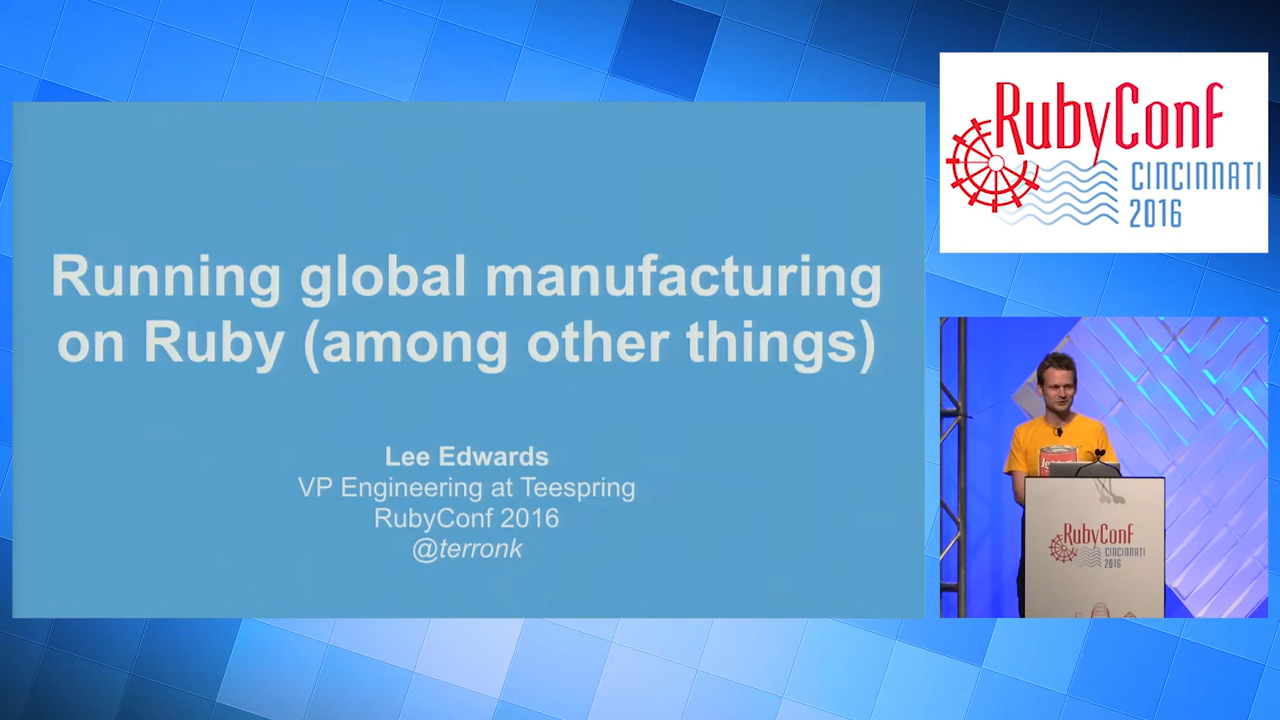 Running global manufacturing
on Ruby (among other things)
Lee Edwards
VP Engineering at Teespring
RubyConf 2016
@terronk
RubyConf
CINCINNATI
2016
RubyConf
CINCINNATI
2016